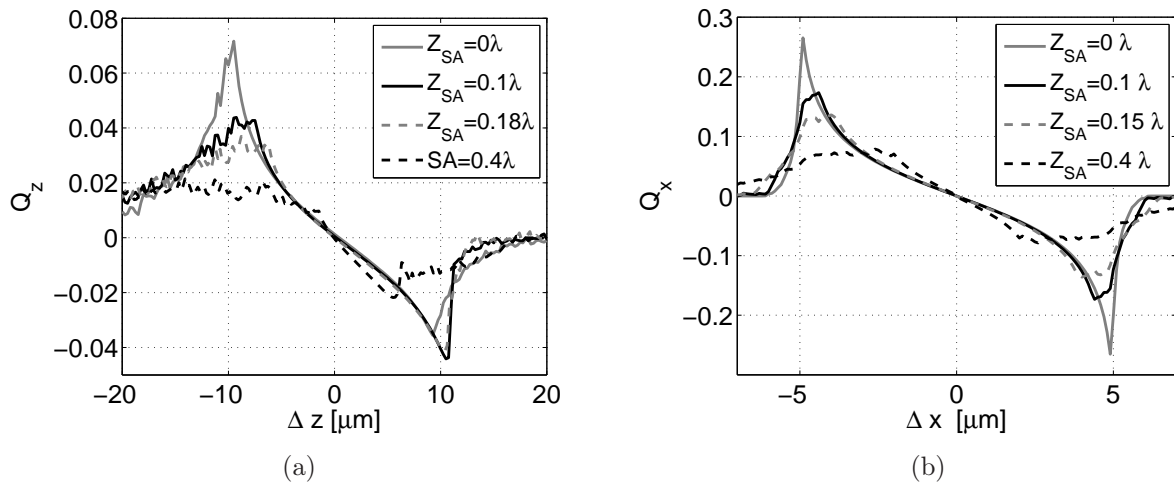 0.08
0.06
0.04
0.02
0
−0.02
−0.04
Q_z
−20 −10 0 10 20
Δ z [μm]
Z_SA=0λ
Z_SA=0.1λ
Z_SA=0.18λ
SA=0.4λ
(a)
0.3
0.2
0.1
0
−0.1
−0.2
Q_x
−5 0 5
Δ x [μm]
Z_SA=0 λ
Z_SA=0.1 λ
Z_SA=0.15 λ
Z_SA=0.4 λ
(b)